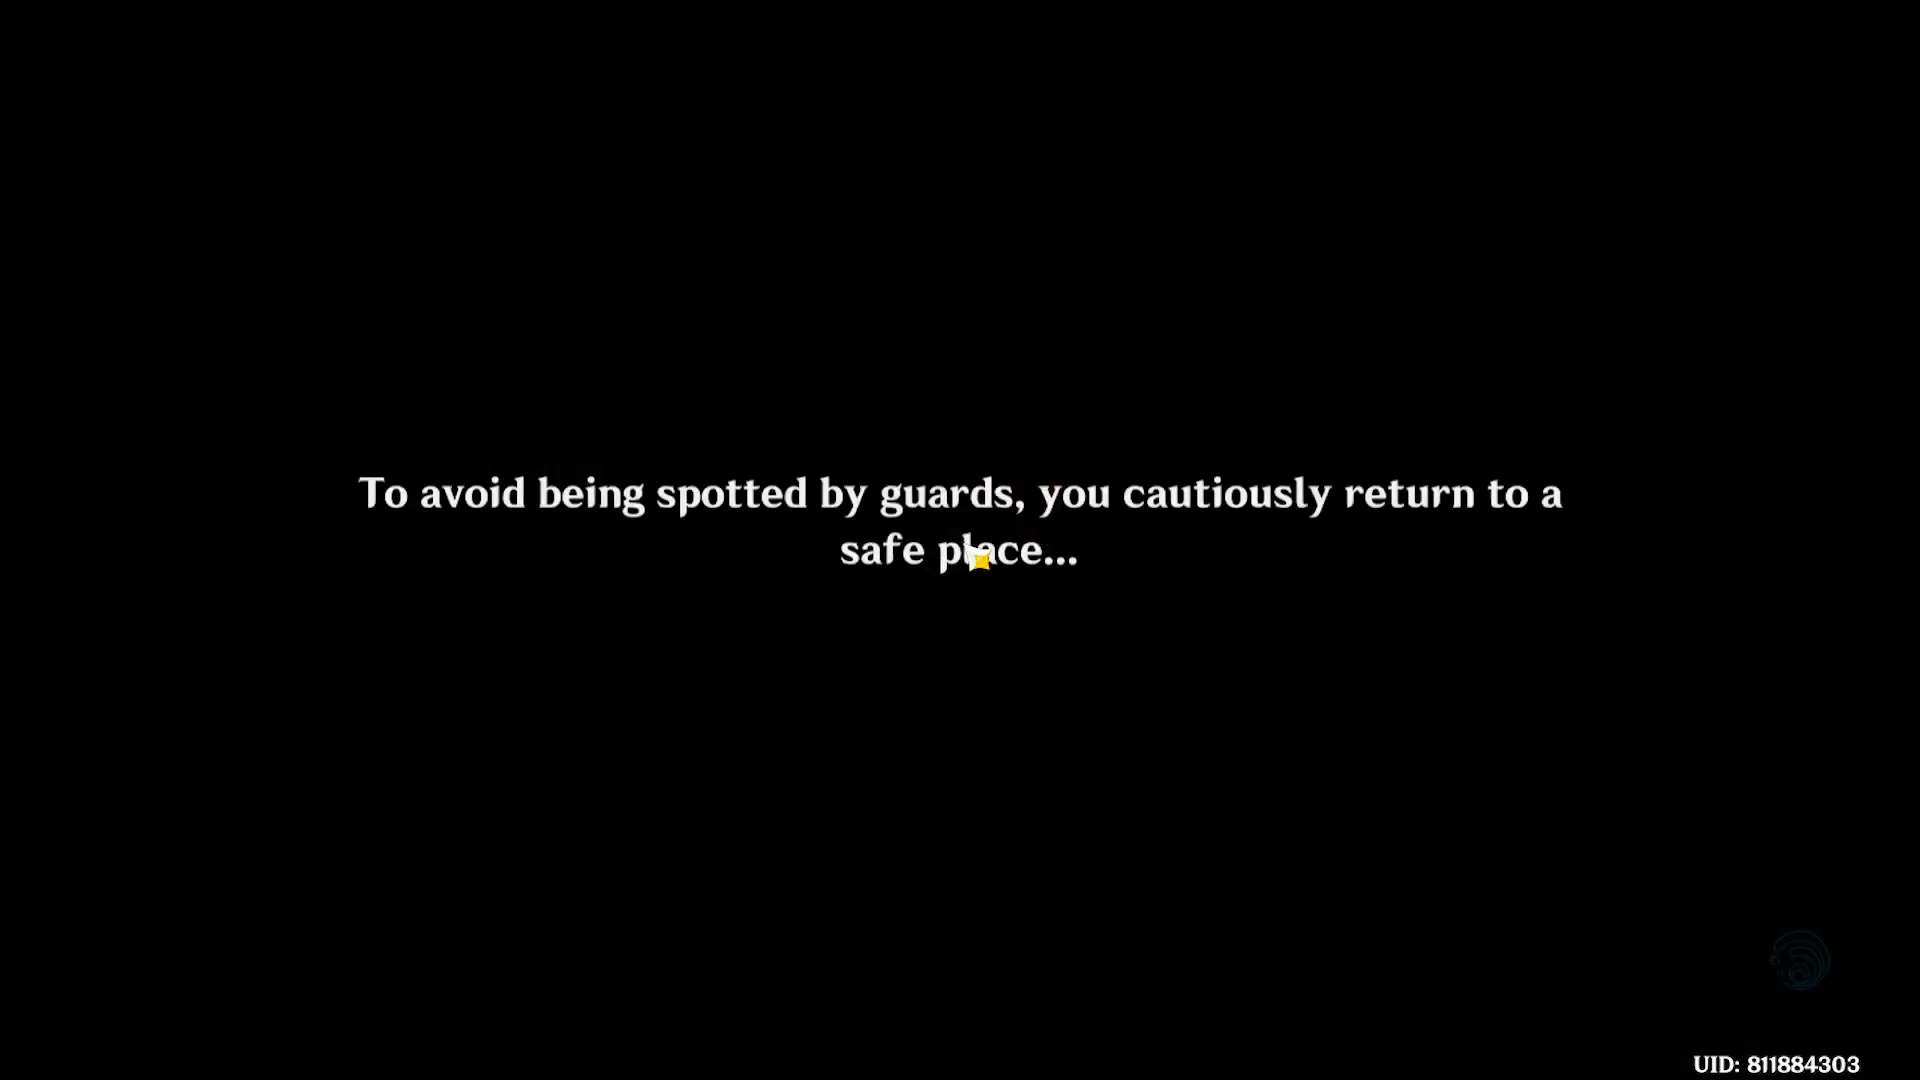 To avoid being spotted by guards, you cautiously return to a
safe place...
UID: 811884303